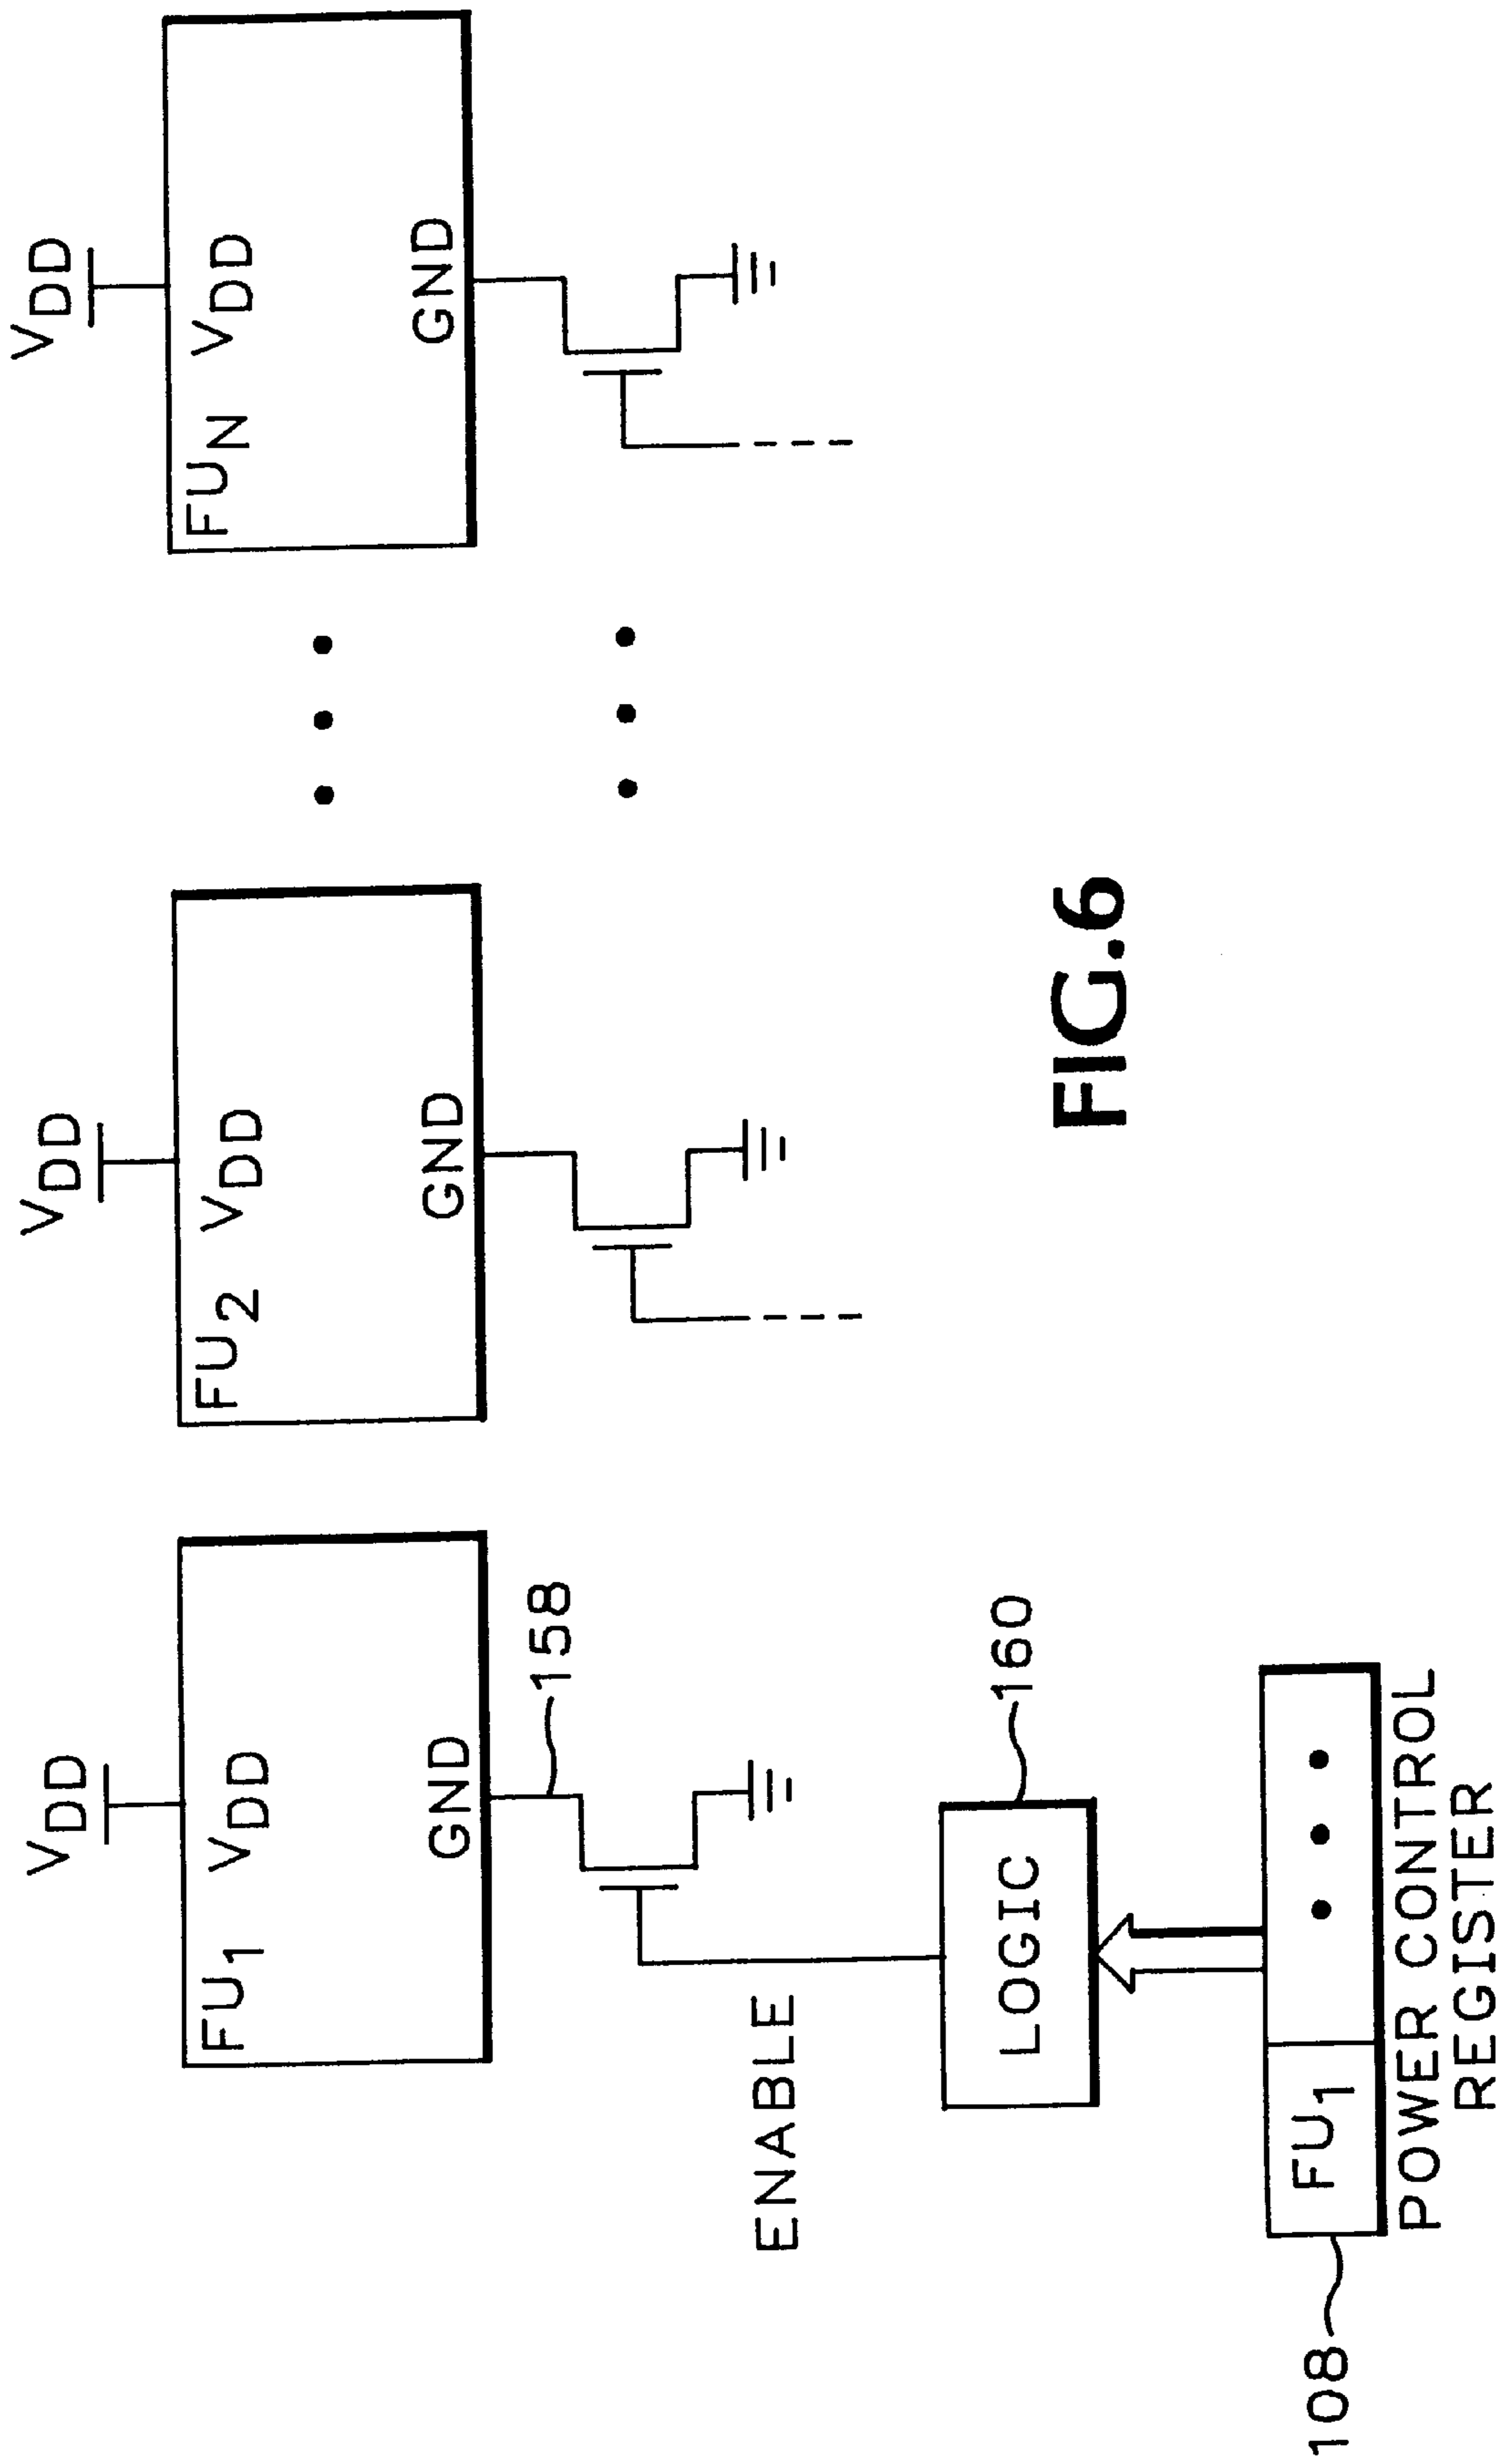 VDD
VDD
VDD
FU1
VDD
GND
FU2
VDD
GND
FUN
VDD
GND
158
ENABLE
LOGIC
160
108
FU1
POWER CONTROL
REGISTER
FIG.6